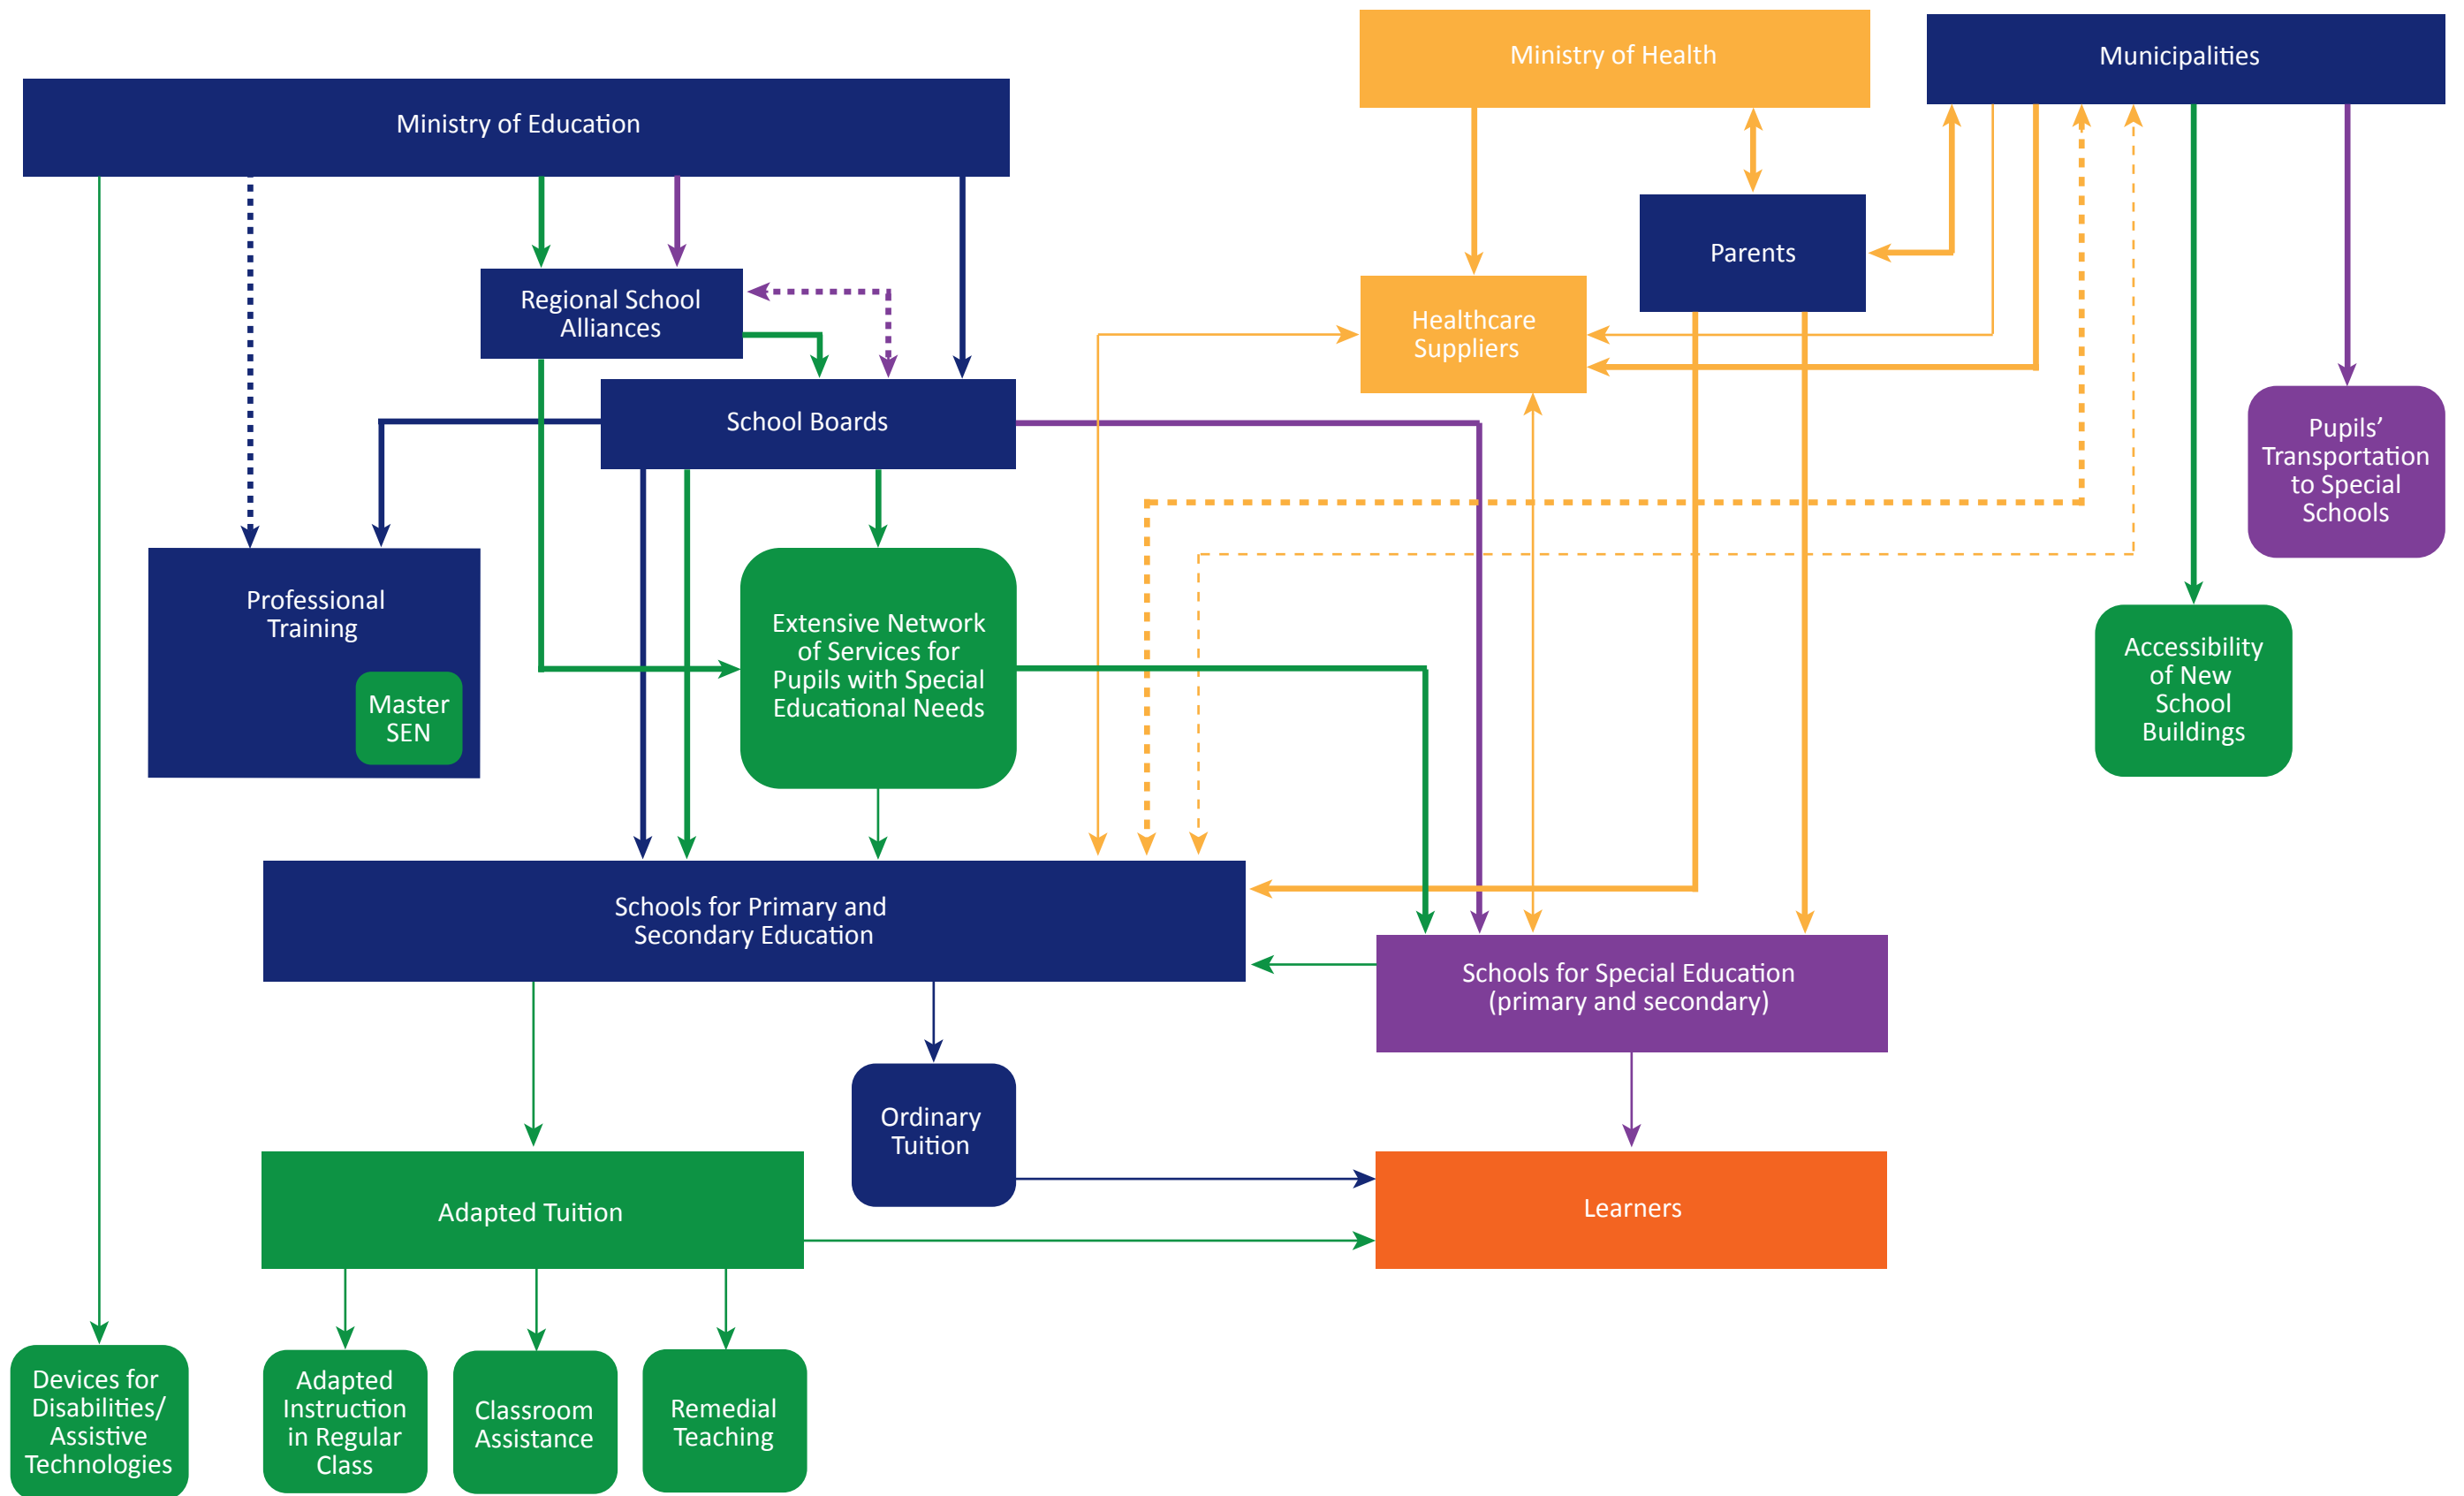 Ministry of Health
Municipalities
Ministry of Education
Parents
Regional School
Alliances
Healthcare
Suppliers
School Boards
Pupils’
Transportation
to Special
Schools
Professional
Training
Master
SEN
Extensive Network
of Services for
Pupils with Special
Educational Needs
Accessibility
of New
School
Buildings
Schools for Primary and
Secondary Education
Schools for Special Education
(primary and secondary)
Ordinary
Tuition
Adapted Tuition
Learners
Devices for
Disabilities/
Assistive
Technologies
Adapted
Instruction
in Regular
Class
Classroom
Assistance
Remedial
Teaching